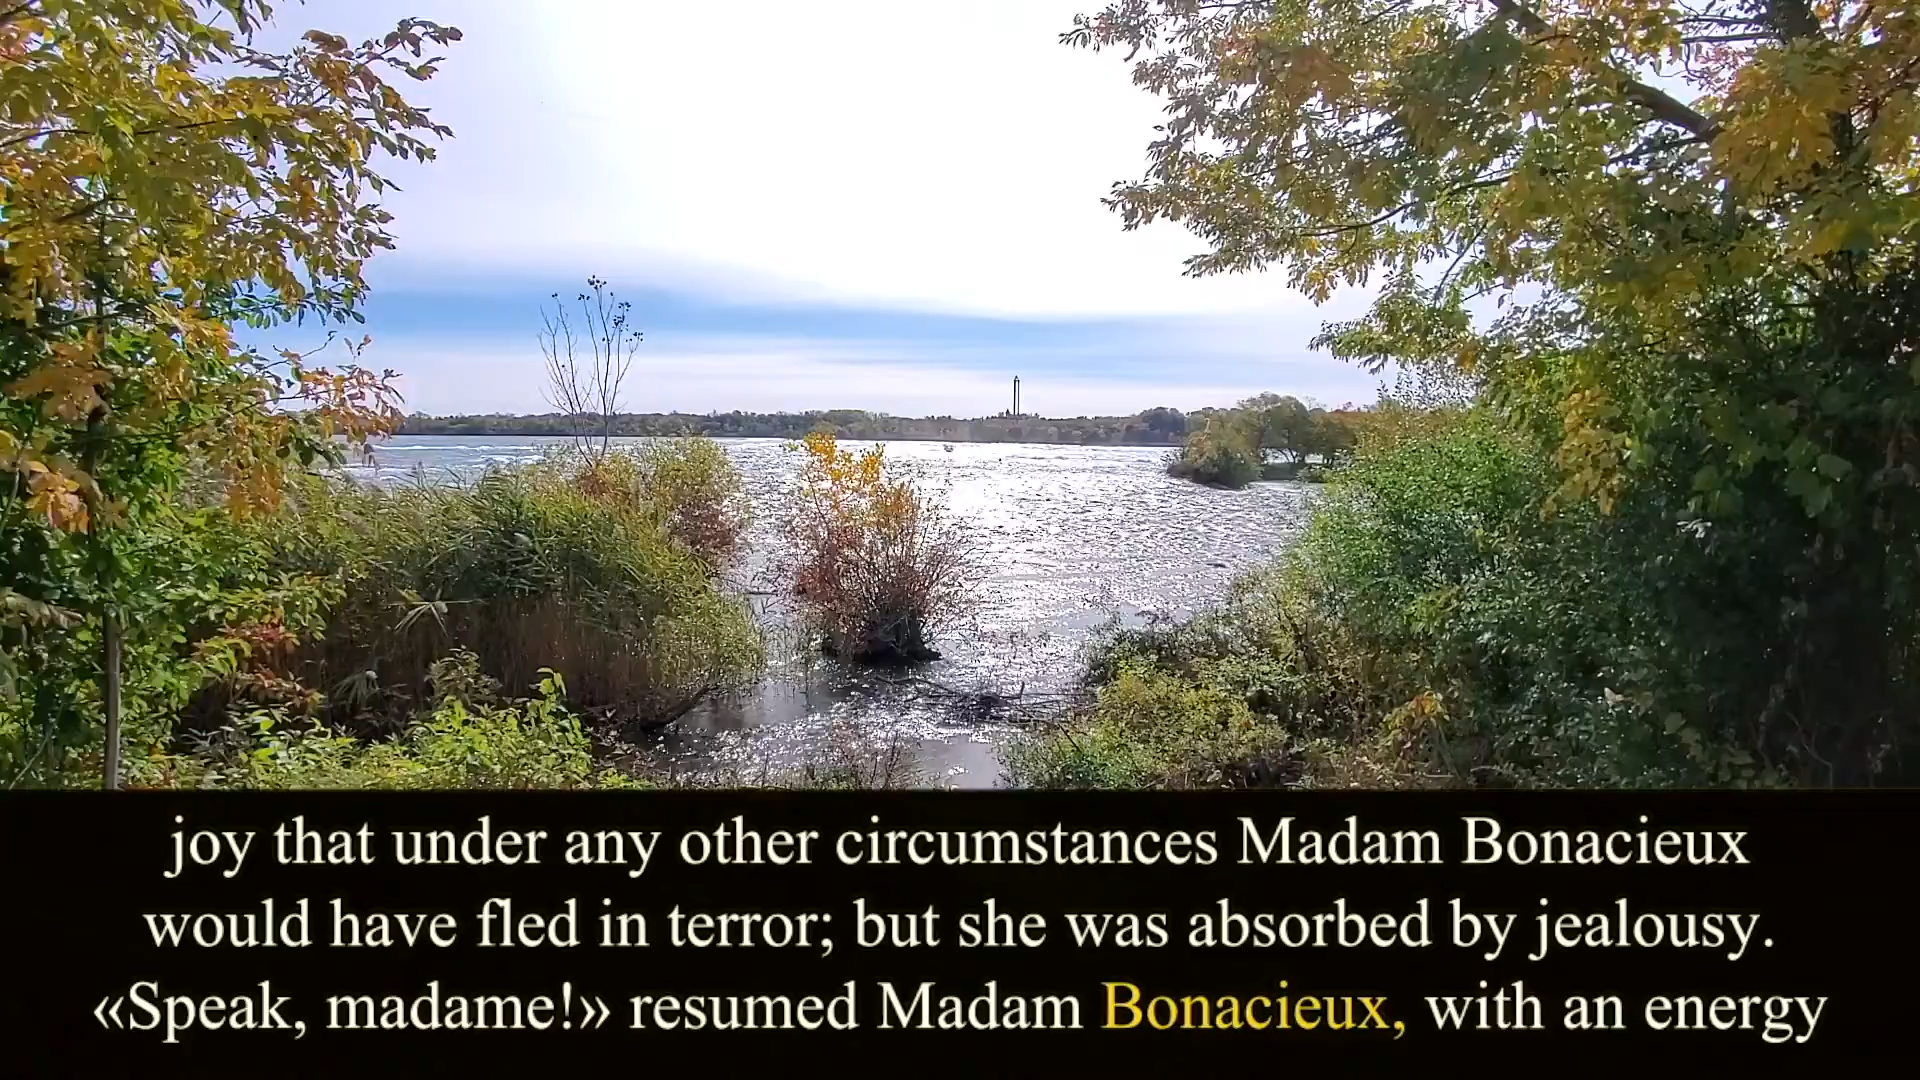 joy that under any other circumstances Madam Bonacieux
would have fled in terror; but she was absorbed by jealousy.
«Speak, madame!» resumed Madam Bonacieux, with an energy